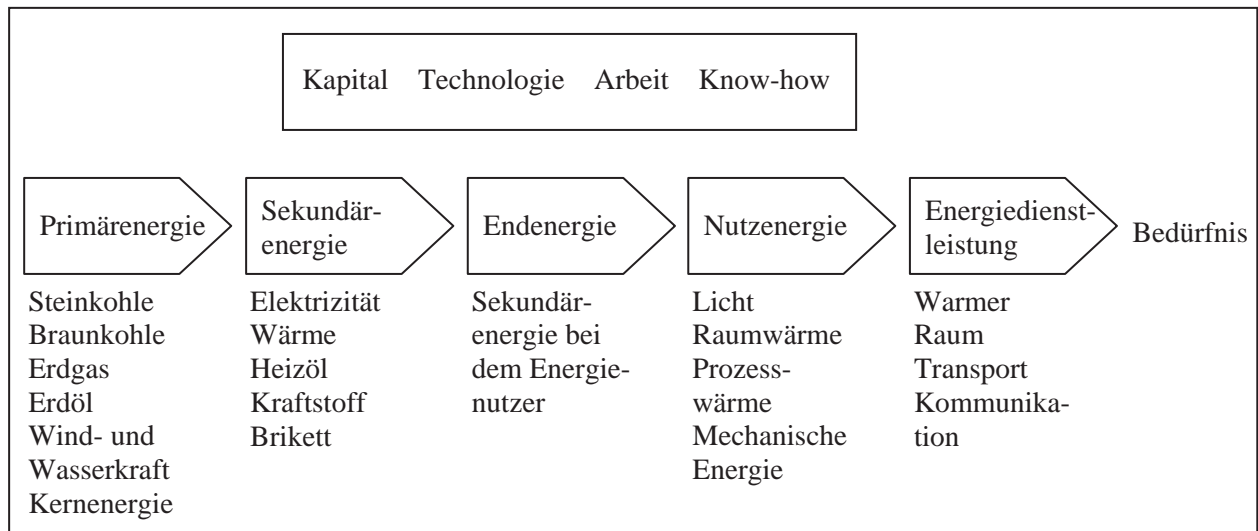 Kapital Technologie Arbeit Know-how
Primärenergie
Sekundär-
energie
Endenergie
Nutzenergie
Energiedienst-
leistung
Bedürfnis
Steinkohle
Braunkohle
Erdgas
Erdöl
Wind- und
Wasserkraft
Kernenergie
Elektrizität
Wärme
Heizöl
Kraftstoff
Brikett
Sekundär-
energie bei
dem Energie-
nutzer
Licht
Raumwärme
Prozess-
wärme
Mechanische
Energie
Warmer
Raum
Transport
Kommunika-
tion